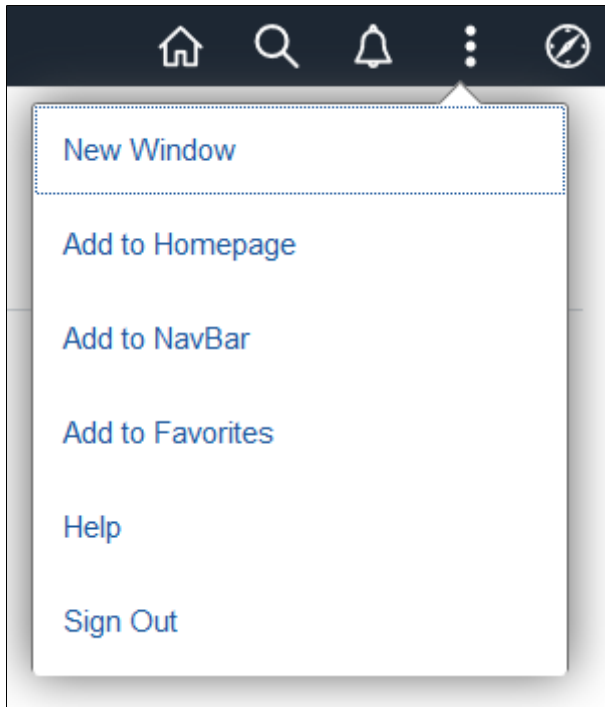 New Window
Add to Homepage
Add to NavBar
Add to Favorites
Help
Sign Out